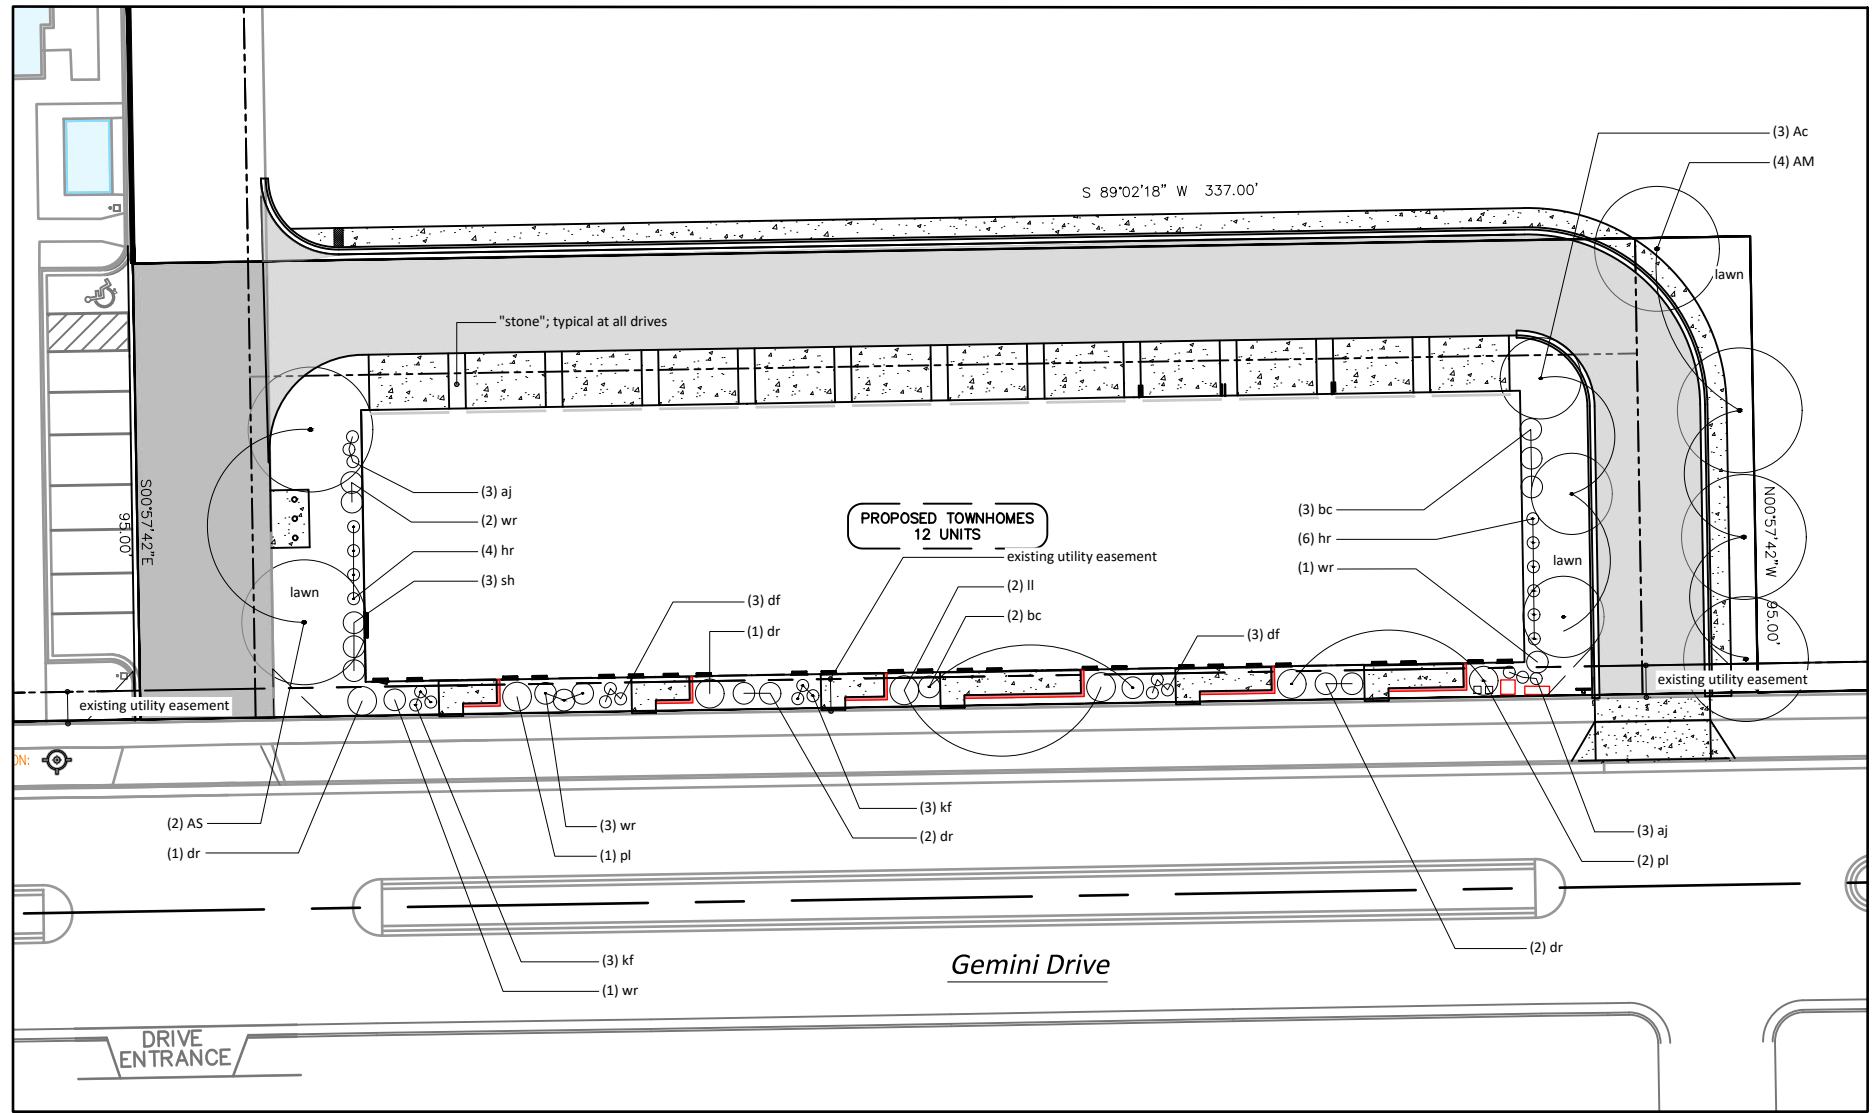 (3) Ac
(4) AM
S 89°02'18" W 337.00'
lawn
"stone"; typical at all drives
S00°57'42"E
95.00'
(3) aj
(2) wr
(4) hr
(3) sh
lawn
PROPOSED TOWNHOMES
12 UNITS
existing utility easement
(3) df
(1) dr
(2) ll
(2) bc
(3) df
(3) bc
(6) hr
(1) wr
lawn
N00°57'42"W 95.00'
existing utility easement
existing utility easement
ON:
(2) AS
(1) dr
(3) wr
(1) pl
(3) kf
(2) dr
(3) aj
(2) pl
(3) kf
(1) wr
(2) dr
Gemini Drive
DRIVE
ENTRANCE